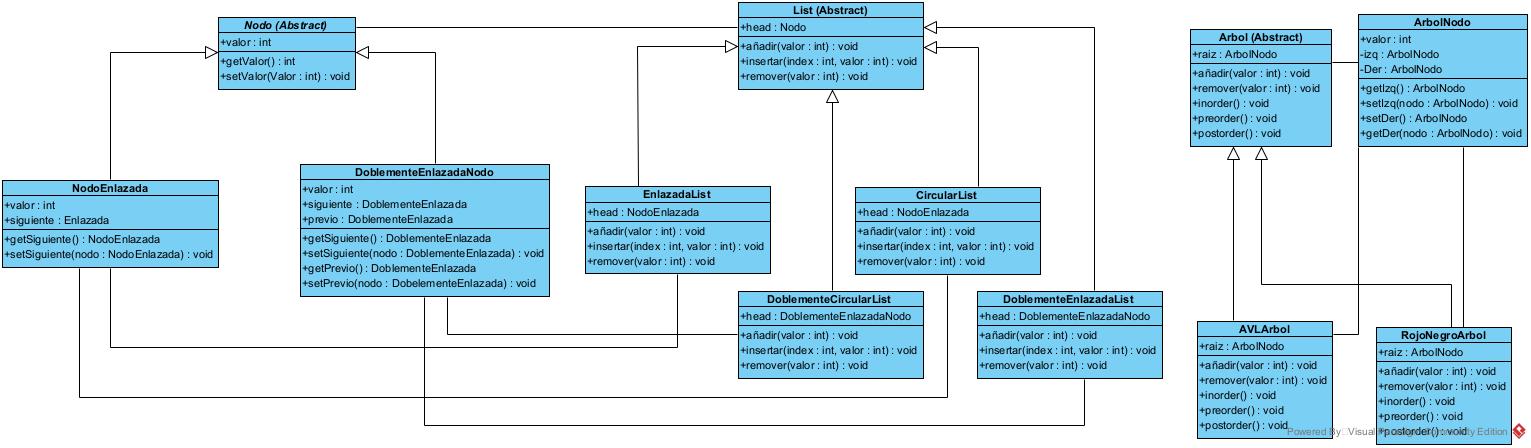 Nodo (Abstract)
+valor : int
+getValor() : int
+setValor(Valor : int) : void
List (Abstract)
+head : Nodo
+añadir(valor : int) : void
+insertar(index : int, valor : int) : void
+remover(valor : int) : void
Arbol (Abstract)
+raiz : ArbolNodo
+añadir(valor : int) : void
+remover(valor : int) : void
+inorder() : void
+preorder() : void
+postorder() : void
ArbolNodo
+valor : int
-izq : ArbolNodo
-Der : ArbolNodo
+getIzq() : ArbolNodo
+setIzq(nodo : ArbolNodo) : void
+setDer() : ArbolNodo
+getDer(nodo : ArbolNodo) : void
NodoEnlazada
+valor : int
+siguiente : Enlazada
+getSiguiente() : NodoEnlazada
+setSiguiente(nodo : NodoEnlazada) : void
DoblementeEnlazadaNodo
+valor : int
+siguiente : DoblementeEnlazada
+previo : DoblementeEnlazada
+getSiguiente() : DoblementeEnlazada
+setSiguiente(nodo : DoblementeEnlazada) : void
+getPrevio() : DoblementeEnlazada
+setPrevio(nodo : DobelementeEnlazada) : void
EnlazadaList
+head : NodoEnlazada
+añadir(valor : int) : void
+insertar(index : int, valor : int) : void
+remover(valor : int) : void
CircularList
+head : NodoEnlazada
+añadir(valor : int) : void
+insertar(index : int, valor : int) : void
+remover(valor : int) : void
DoblementeCircularList
+head : DoblementeEnlazadaNodo
+añadir(valor : int) : void
+insertar(index : int, valor : int) : void
+remover(valor : int) : void
DoblementeEnlazadaList
+head : DoblementeEnlazadaNodo
+añadir(valor : int) : void
+insertar(index : int, valor : int) : void
+remover(valor : int) : void
AVLArbol
+raiz : ArbolNodo
+añadir(valor : int) : void
+remover(valor : int) : void
+inorder() : void
+preorder() : void
+postorder() : void
RojoNegroArbol
+raiz : ArbolNodo
+añadir(valor : int) : void
+remover(valor : int) : void
+inorder() : void
+preorder() : void
+postorder() : void
Powered By Visual Edition